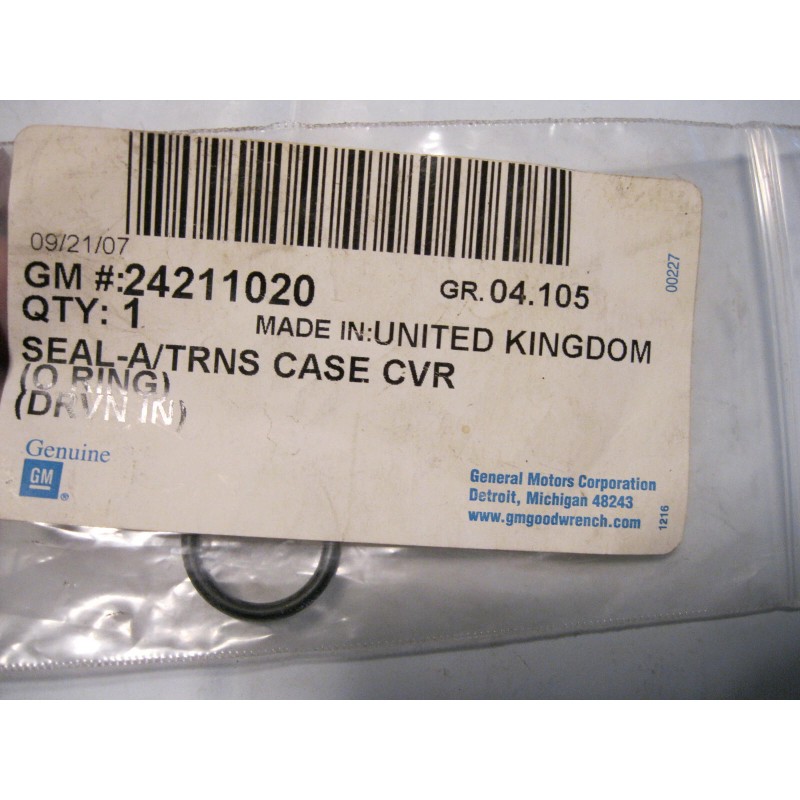 09/21/07
00227
GM #:24211020 GR. 04.105
QTY: 1 MADE IN:UNITED KINGDOM
SEAL-A/TRNS CASE CVR
(O RING)
(DRVN IN)
Genuine
GM ®
General Motors Corporation
Detroit, Michigan 48243
www.gmgoodwrench.com
1216